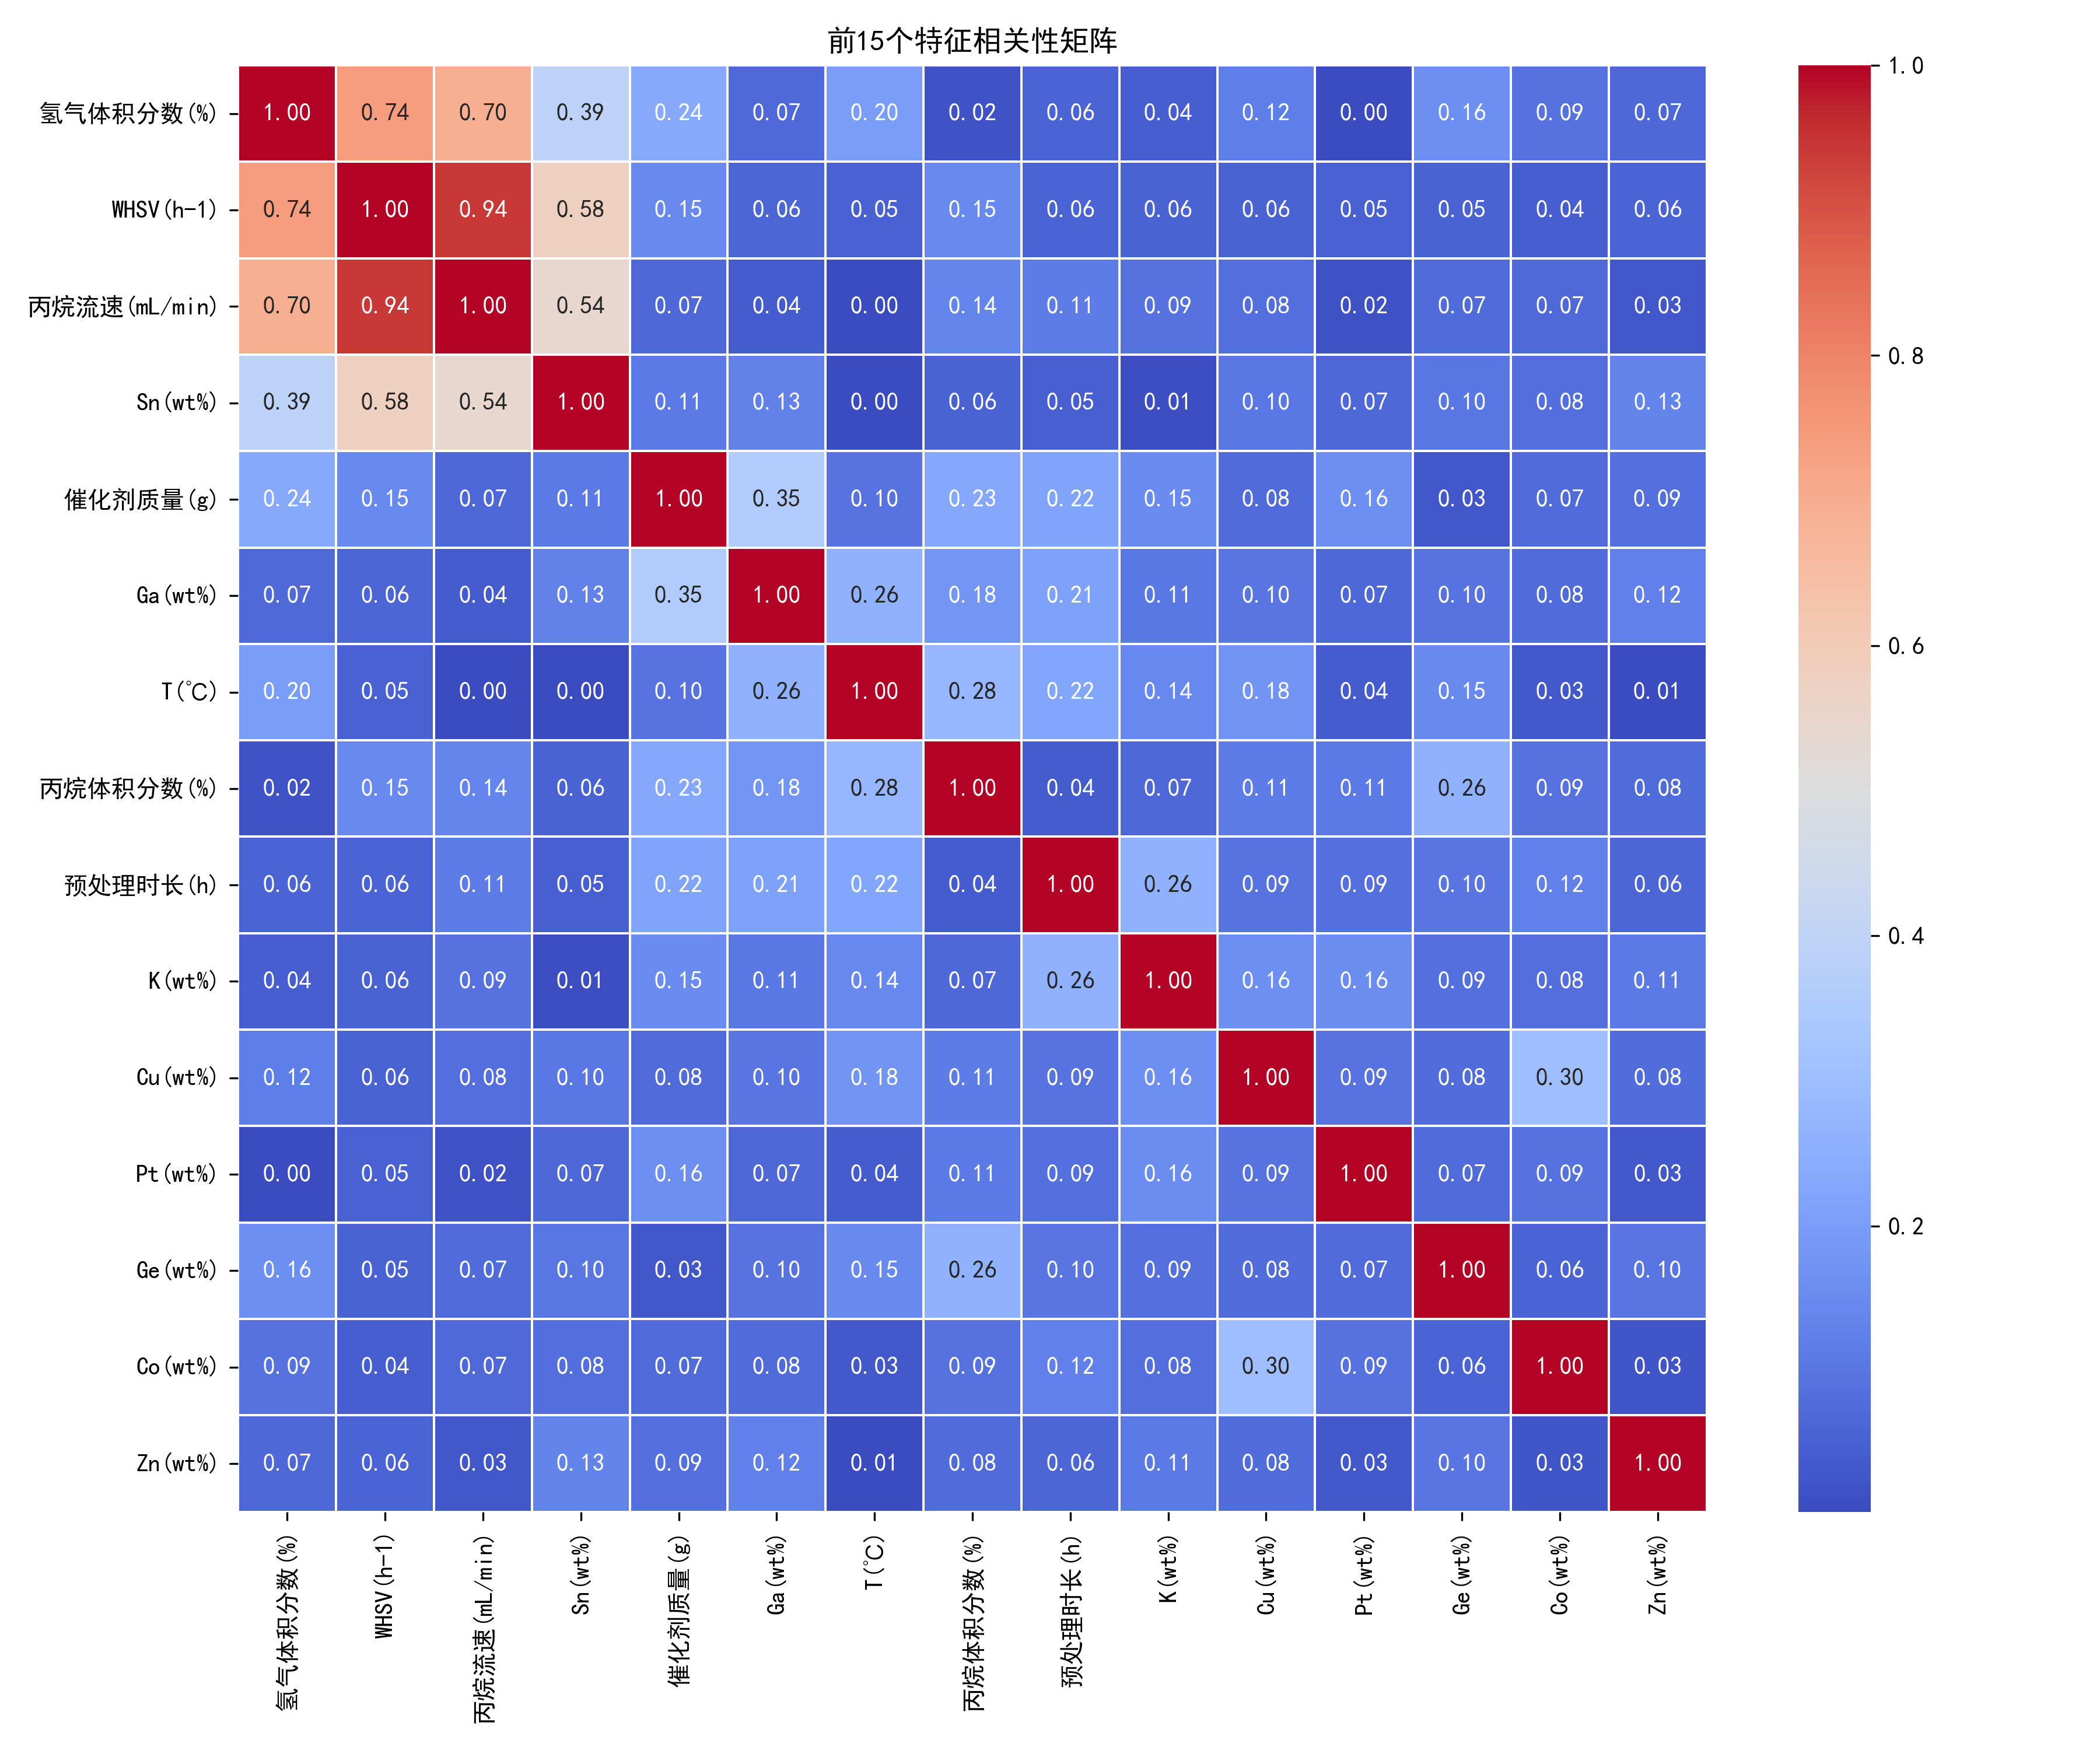 前15个特征相关性矩阵
氢气体积分数(%) 1.00 0.74 0.70 0.39 0.24 0.07 0.20 0.02 0.06 0.04 0.12 0.00 0.16 0.09 0.07
WHSV(h-1) 0.74 1.00 0.94 0.58 0.15 0.06 0.05 0.15 0.06 0.06 0.06 0.05 0.05 0.04 0.06
丙烷流速(mL/min) 0.70 0.94 1.00 0.54 0.07 0.04 0.00 0.14 0.11 0.09 0.08 0.02 0.07 0.07 0.03
Sn(wt%) 0.39 0.58 0.54 1.00 0.11 0.13 0.00 0.06 0.05 0.01 0.10 0.07 0.10 0.08 0.13
催化剂质量(g) 0.24 0.15 0.07 0.11 1.00 0.35 0.10 0.23 0.22 0.15 0.08 0.16 0.03 0.07 0.09
Ga(wt%) 0.07 0.06 0.04 0.13 0.35 1.00 0.26 0.18 0.21 0.11 0.10 0.07 0.10 0.08 0.12
T(℃) 0.20 0.05 0.00 0.00 0.10 0.26 1.00 0.28 0.22 0.14 0.18 0.04 0.15 0.03 0.01
丙烷体积分数(%) 0.02 0.15 0.14 0.06 0.23 0.18 0.28 1.00 0.04 0.07 0.11 0.11 0.26 0.09 0.08
预处理时长(h) 0.06 0.06 0.11 0.05 0.22 0.21 0.22 0.04 1.00 0.26 0.09 0.09 0.10 0.12 0.06
K(wt%) 0.04 0.06 0.09 0.01 0.15 0.11 0.14 0.07 0.26 1.00 0.16 0.16 0.09 0.08 0.11
Cu(wt%) 0.12 0.06 0.08 0.10 0.08 0.10 0.18 0.11 0.09 0.16 1.00 0.09 0.08 0.30 0.08
Pt(wt%) 0.00 0.05 0.02 0.07 0.16 0.07 0.04 0.11 0.09 0.16 0.09 1.00 0.07 0.09 0.03
Ge(wt%) 0.16 0.05 0.07 0.10 0.03 0.10 0.15 0.26 0.10 0.09 0.08 0.07 1.00 0.06 0.10
Co(wt%) 0.09 0.04 0.07 0.08 0.07 0.08 0.03 0.09 0.12 0.08 0.30 0.09 0.06 1.00 0.03
Zn(wt%) 0.07 0.06 0.03 0.13 0.09 0.12 0.01 0.08 0.06 0.11 0.08 0.03 0.10 0.03 1.00
氢气体积分数(%)
WHSV(h-1)
丙烷流速(mL/min)
Sn(wt%)
催化剂质量(g)
Ga(wt%)
T(℃)
丙烷体积分数(%)
预处理时长(h)
K(wt%)
Cu(wt%)
Pt(wt%)
Ge(wt%)
Co(wt%)
Zn(wt%)
1.0
0.8
0.6
0.4
0.2